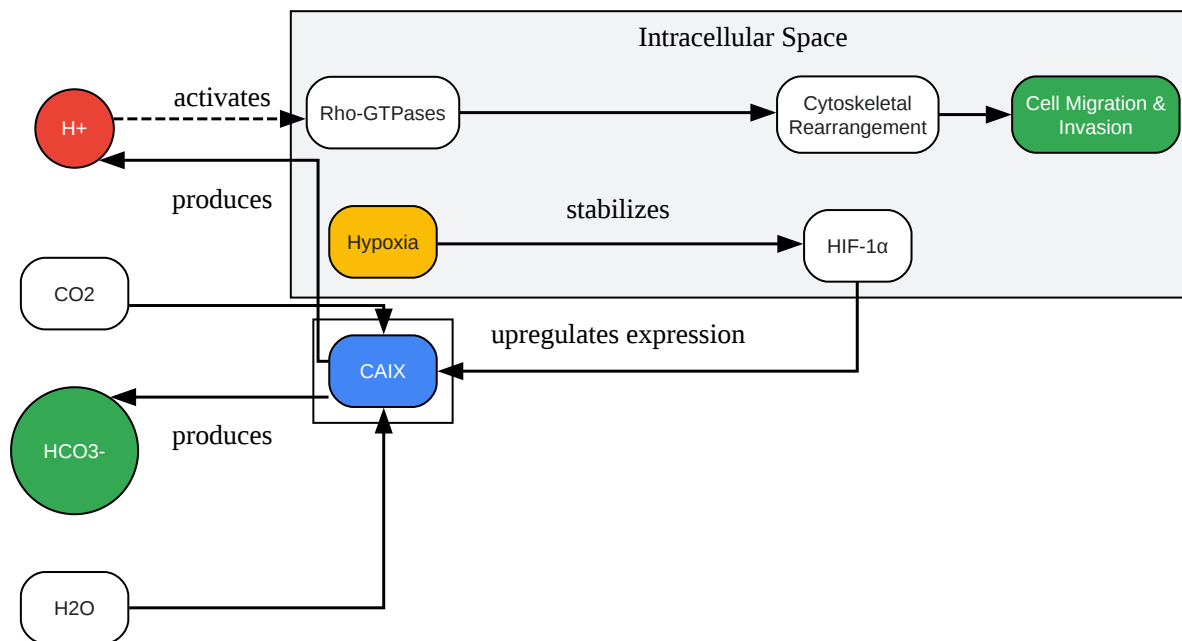 Intracellular Space
activates
H+
Rho-GTPases
Cytoskeletal
Rearrangement
Cell Migration &
Invasion
produces
stabilizes
Hypoxia
HIF-1α
CO2
upregulates expression
CAIX
produces
HCO3-
H2O